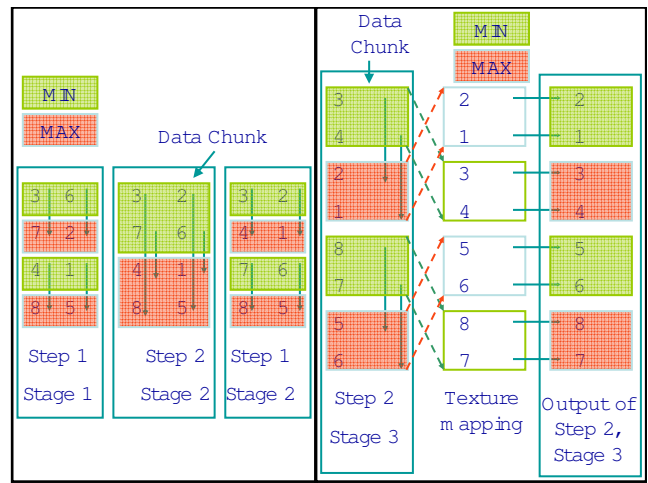 MIN
MAX
Data Chunk
3 6
7 2
4 1
8 5
Step 1
Stage 1
3 2
7 6
4 1
8 5
Step 2
Stage 2
3 2
4 1
7 6
8 5
Step 1
Stage 2
Data
Chunk
MIN
MAX
3
4
2
1
8
7
5
6
Step 2
Stage 3
2
1
3
4
5
6
8
7
Texture
mapping
2
1
3
4
5
6
8
7
Output of
Step 2,
Stage 3